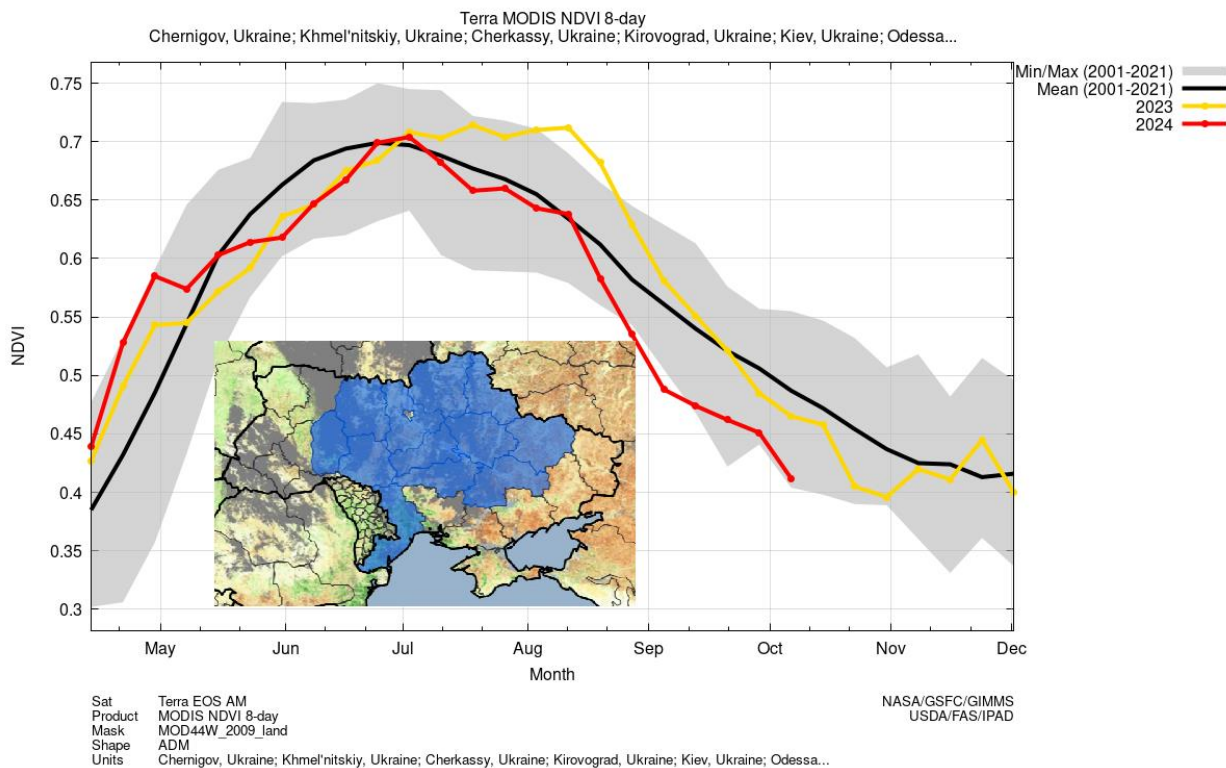 Terra MODIS NDVI 8-day
Chernigov, Ukraine; Khmel'nitskiy, Ukraine; Cherkassy, Ukraine; Kirovograd, Ukraine; Kiev, Ukraine; Odessa...
Min/Max (2001-2021)
Mean (2001-2021)
2023
2024
NDVI
0.75
0.7
0.65
0.6
0.55
0.5
0.45
0.4
0.35
0.3
May Jun Jul Aug Sep Oct Nov Dec
Month
Sat Terra EOS AM NASA/GSFC/GIMMS
Product MODIS NDVI 8-day USDA/FAS/IPAD
Mask MOD44W_2009_land
Shape ADM
Units Chernigov, Ukraine; Khmel'nitskiy, Ukraine; Cherkassy, Ukraine; Kirovograd, Ukraine; Kiev, Ukraine; Odessa...